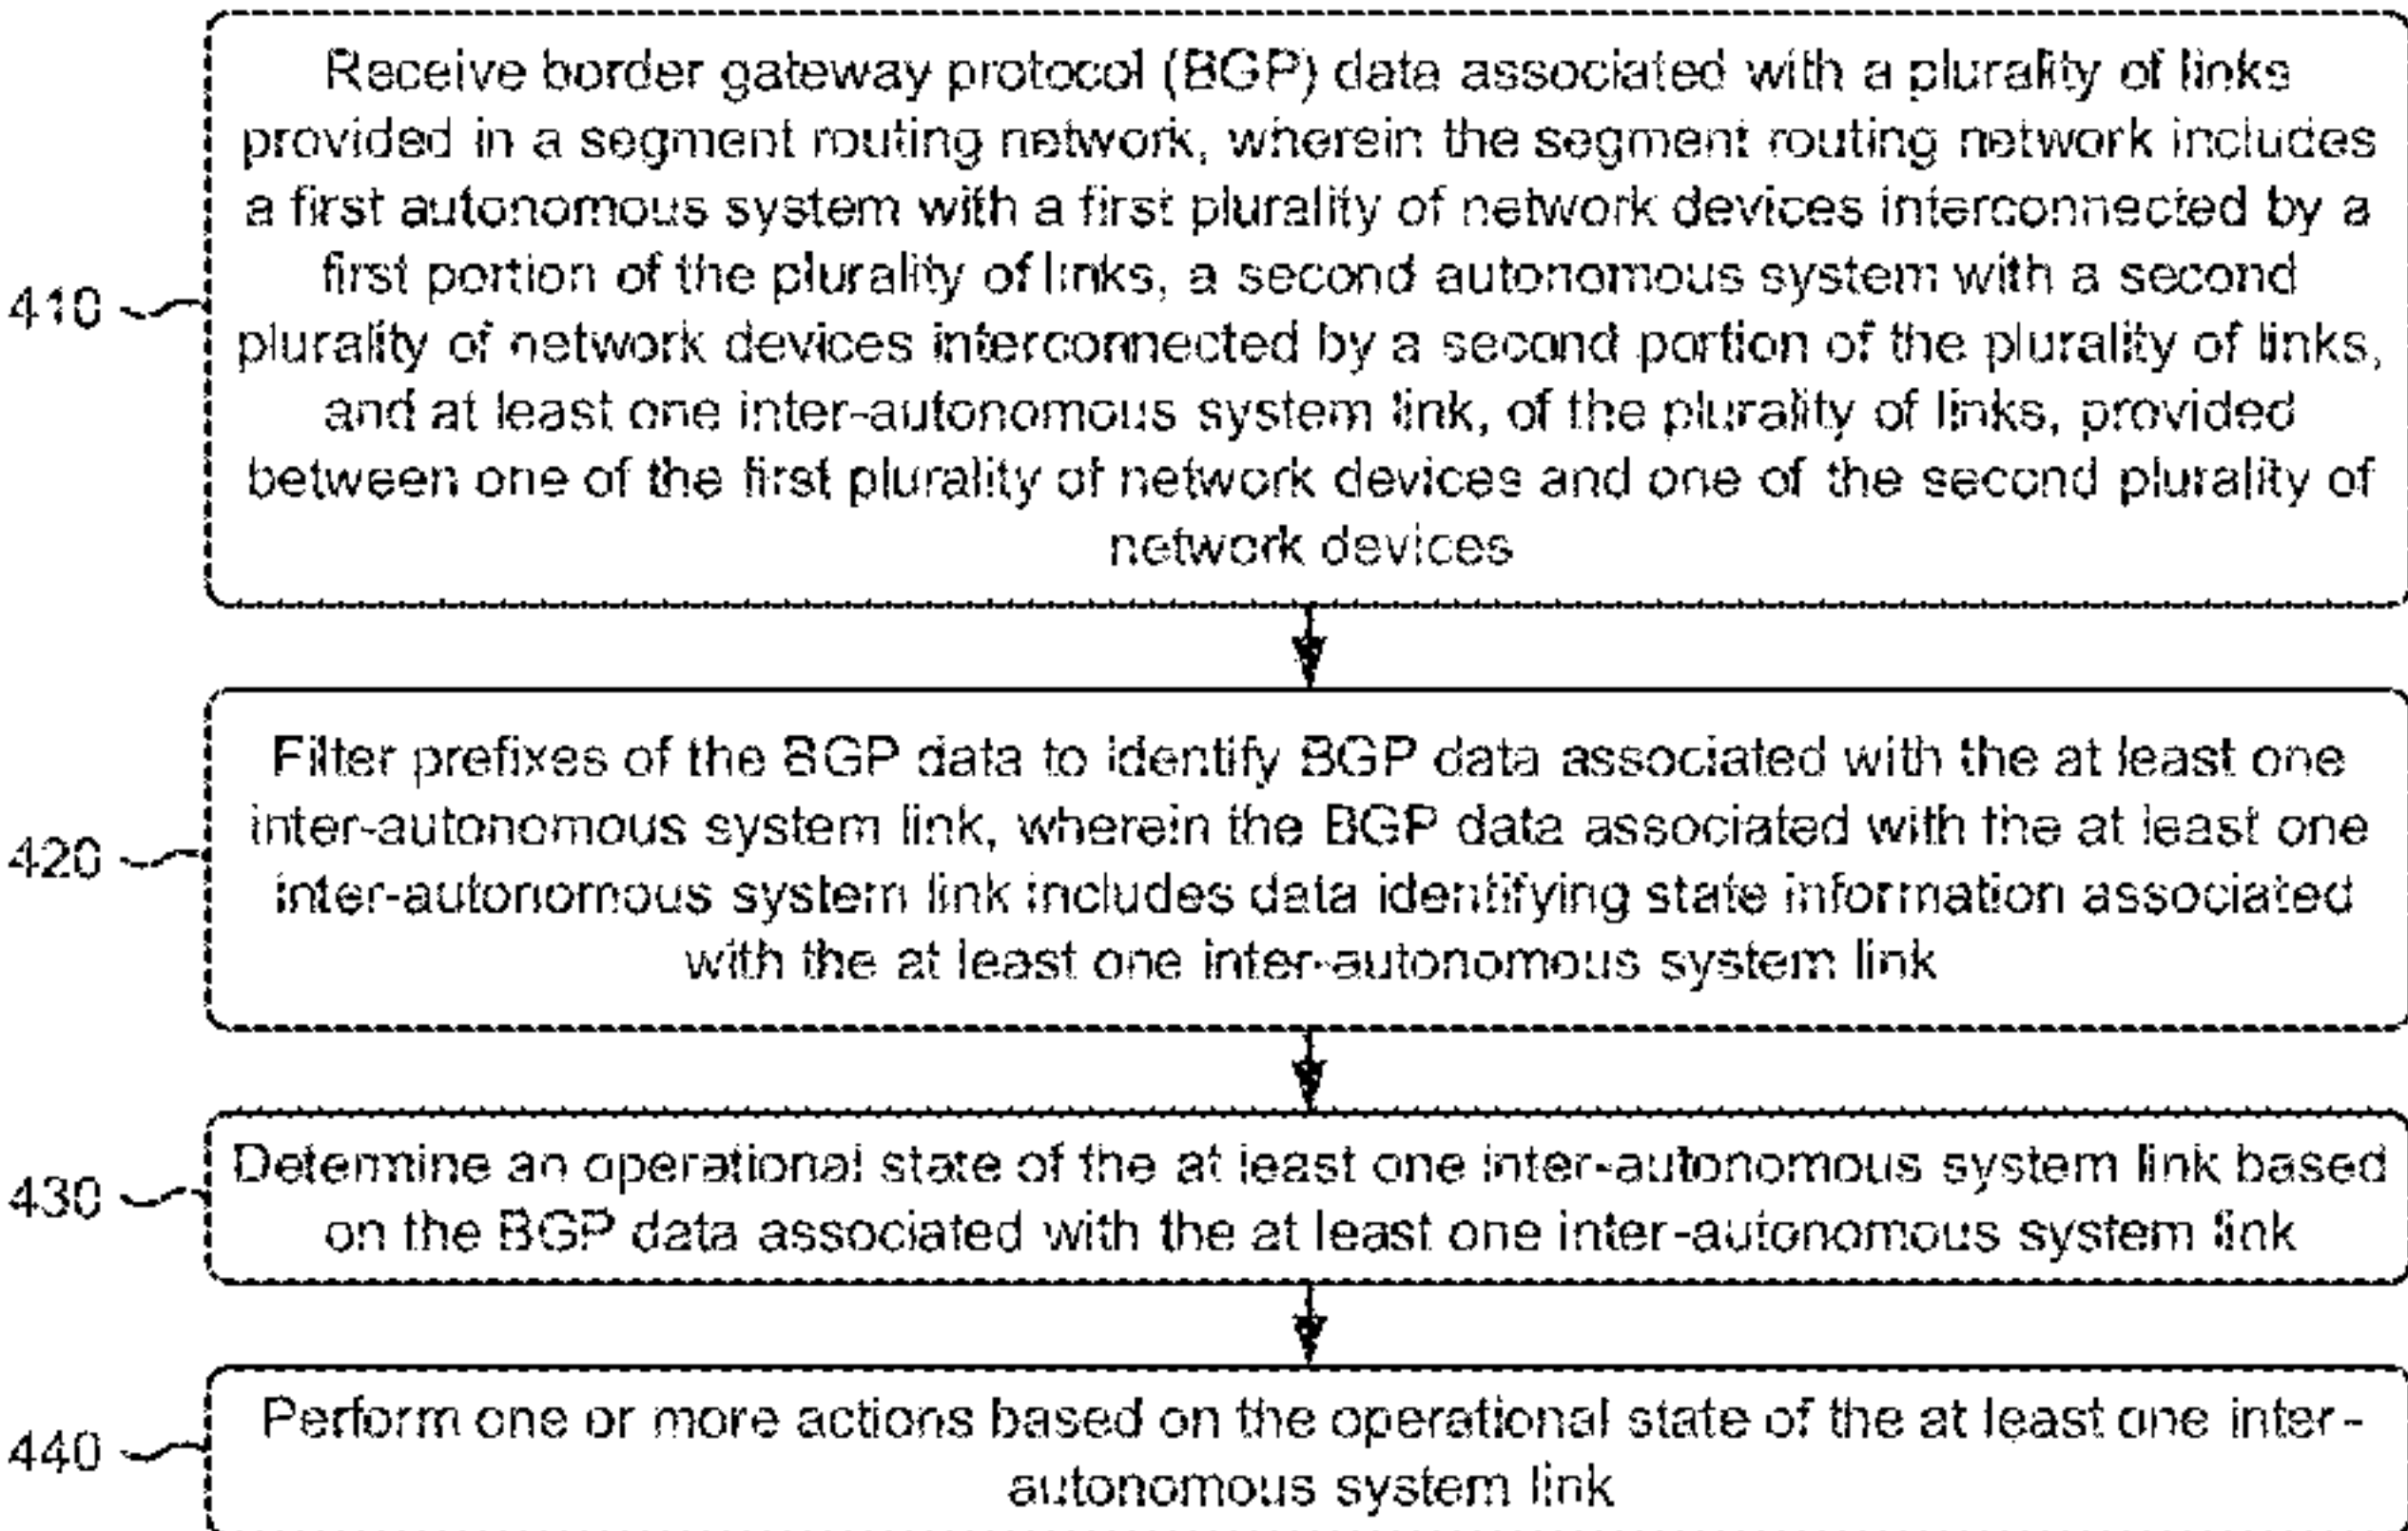 Receive border gateway protocol (BGP) data associated with a plurality of links
provided in a segment routing network, wherein the segment routing network includes
a first autonomous system with a first plurality of network devices interconnected by a
first portion of the plurality of links, a second autonomous system with a second
410
plurality of network devices interconnected by a second portion of the plurality of links,
and at least one inter-autonomous system link, of the plurality of links, provided
between one of the first plurality of network devices and one of the second plurality of
network devices
Filter prefixes of the BGP data to identify BGP data associated with the at least one
inter-autonomous system link, wherein the BGP data associated with the at least one
420
inter-autonomous system link includes data identifying state information associated
with the at least one inter-autonomous system link
Determine an operational state of the at least one inter-autonomous system link based
430
on the BGP data associated with the at least one inter-autonomous system link
Perform one or more actions based on the operational state of the at least one inter-
440
autonomous system link